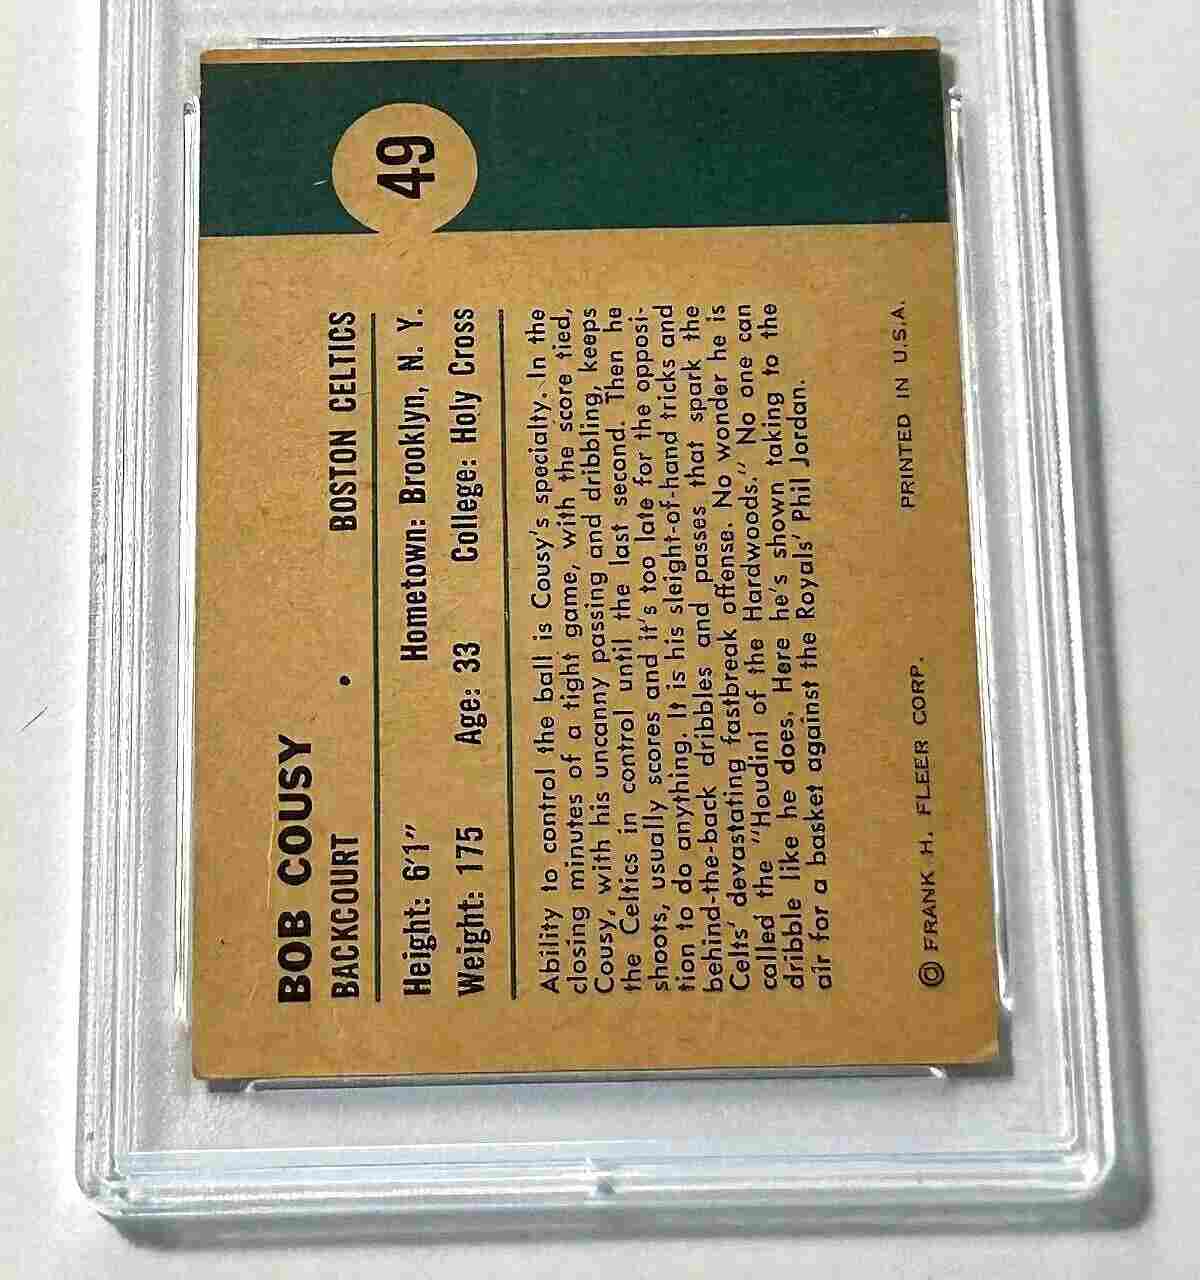 49
BOB COUSY
BACKCOURT • BOSTON CELTICS
Height: 6'1" Hometown: Brooklyn, N. Y.
Weight: 175 Age: 33 College: Holy Cross
Ability to control the ball is Cousy's specialty. In the
closing minutes of a tight game, with the score tied,
Cousy, with his uncanny passing and dribbling, keeps
the Celtics in control until the last second. Then he
shoots, usually scores and it's too late for the opposi-
tion to do anything. It is his sleight-of-hand tricks and
behind-the-back dribbles and passes that spark the
Celts' devastating fastbreak offense. No wonder he is
called the "Houdini of the Hardwoods." No one can
dribble like he does. Here he's shown taking to the
air for a basket against the Royals' Phil Jordan.
© FRANK H. FLEER CORP. PRINTED IN U.S.A.